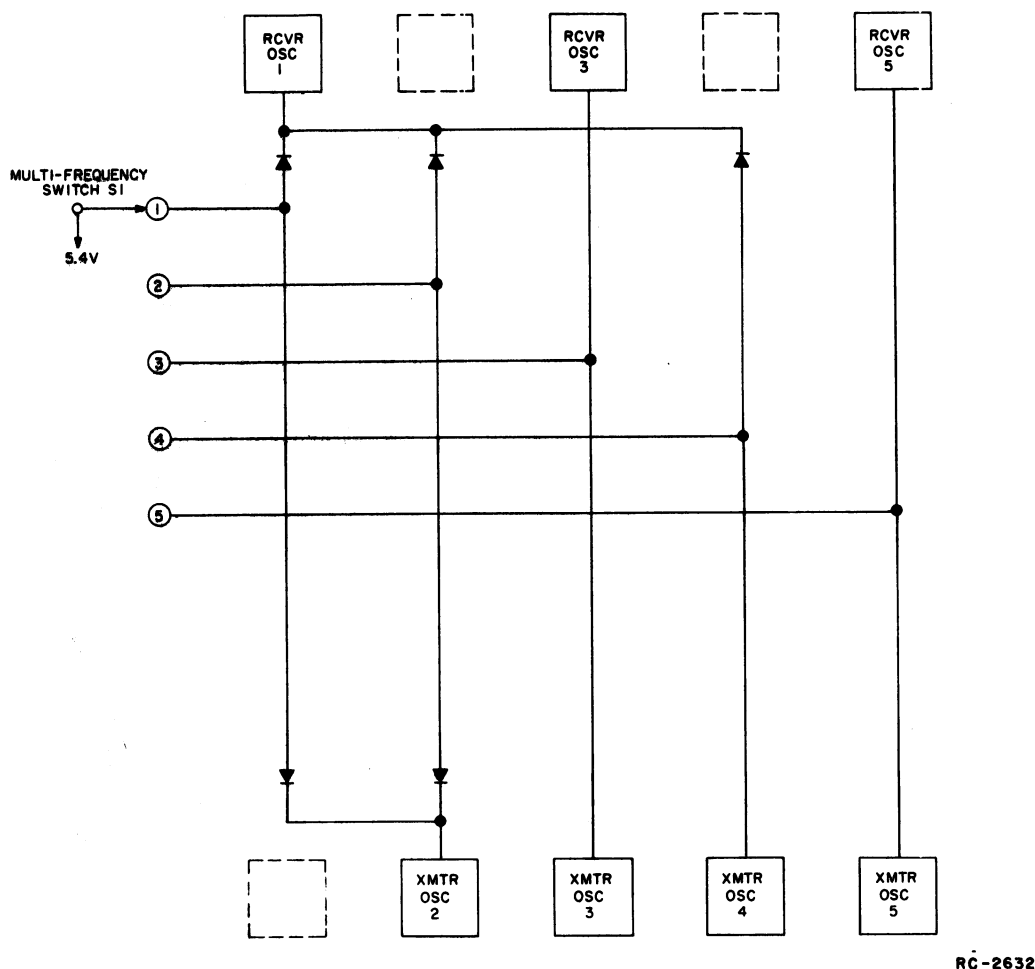 RCVR
OSC
1
RCVR
OSC
3
RCVR
OSC
5
MULTI-FREQUENCY
SWITCH S1
1
5.4V
2
3
4
5
XMTR
OSC
2
XMTR
OSC
3
XMTR
OSC
4
XMTR
OSC
5
RC-2632